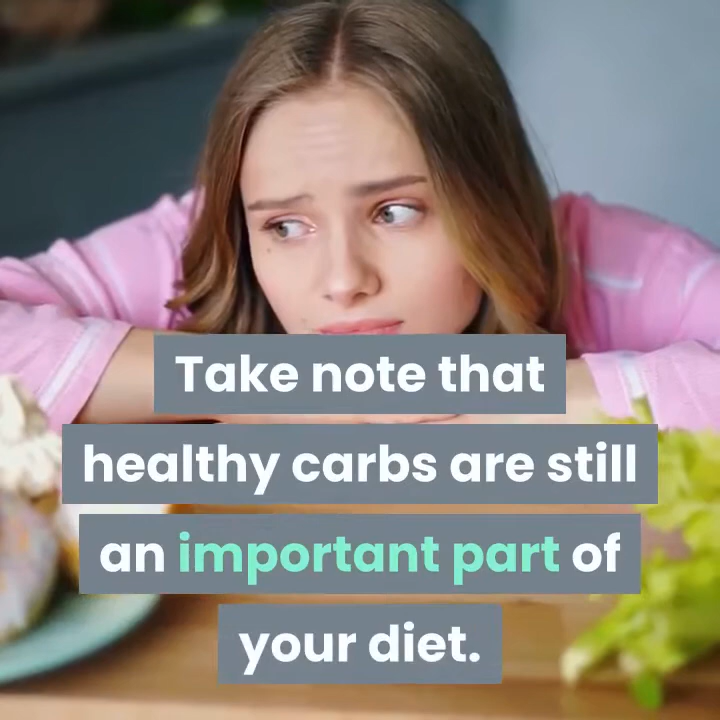 Take note that
healthy carbs are still
an important part of
your diet.